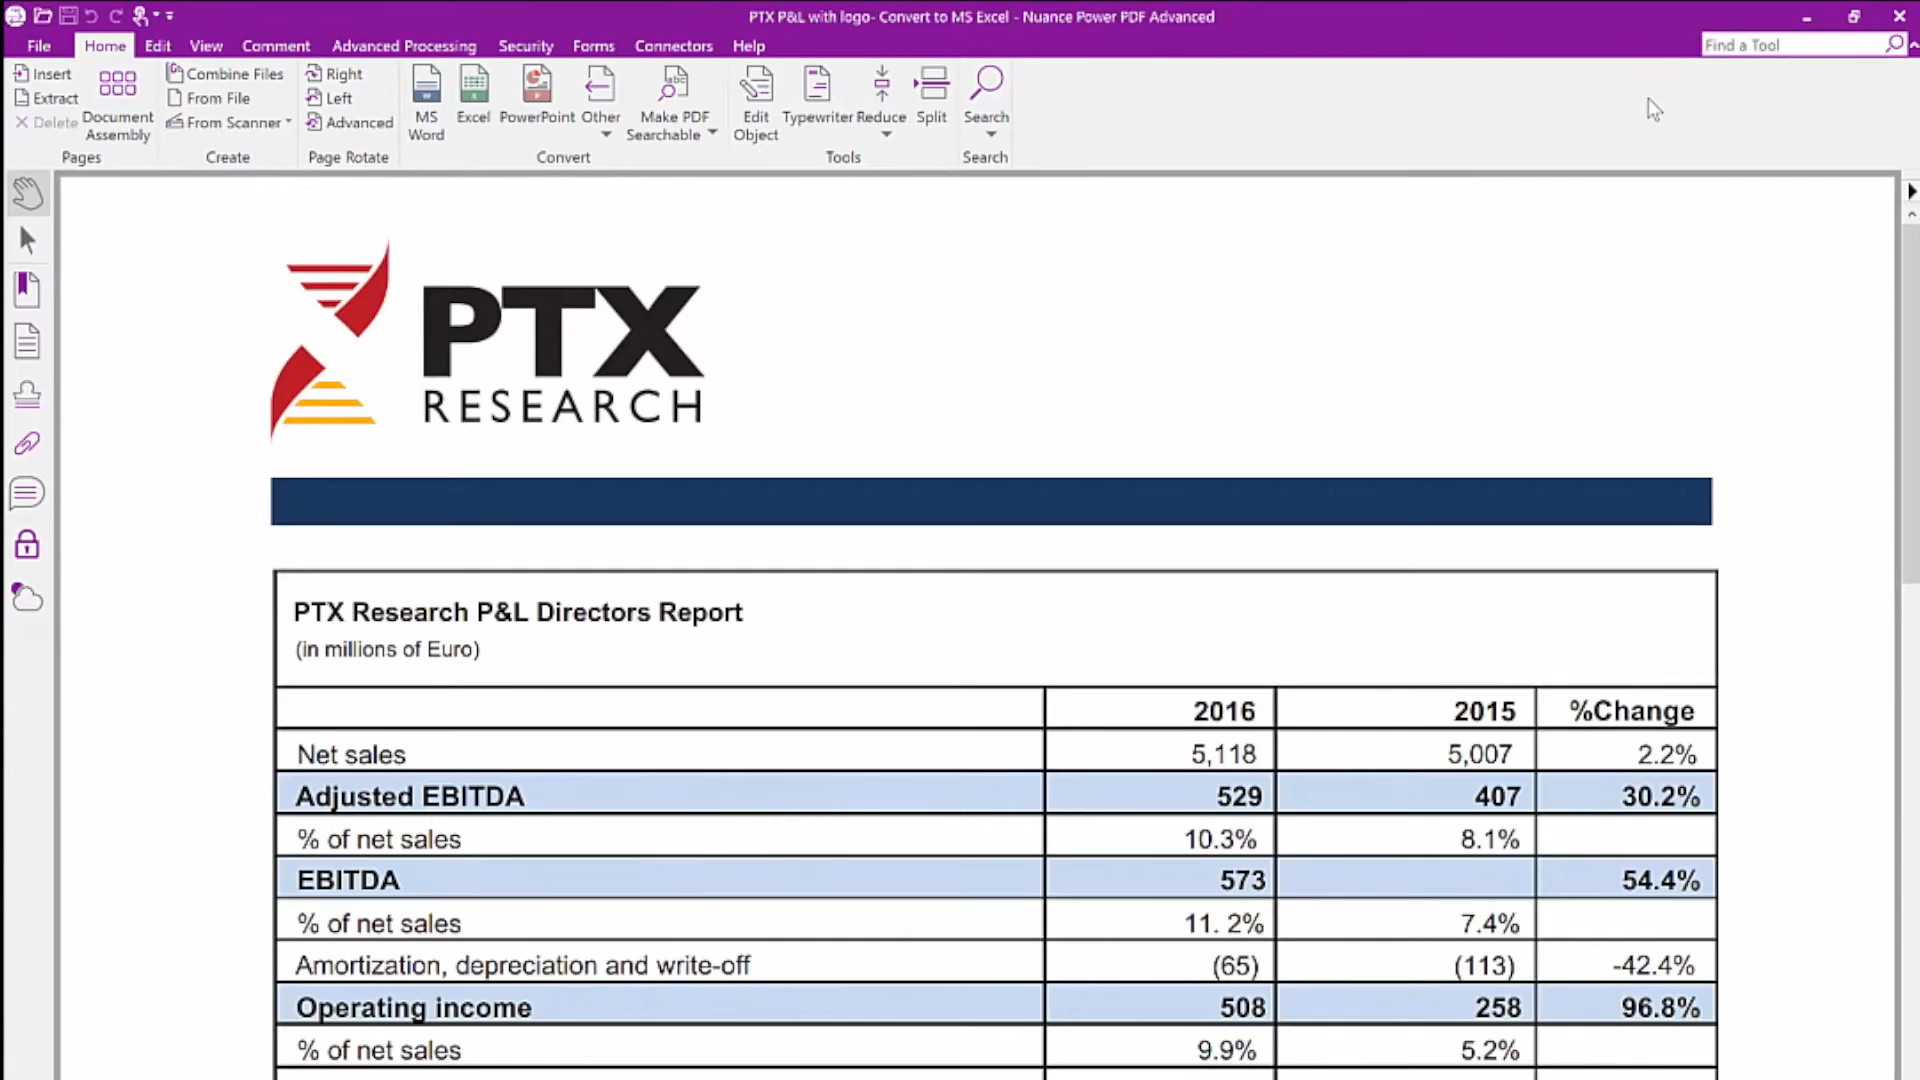 PTX P&L with logo- Convert to MS Excel - Nuance Power PDF Advanced
File Home Edit View Comment Advanced Processing Security Forms Connectors Help Find a Tool
Insert
Extract
Delete
Document Assembly
Pages
Combine Files
From File
From Scanner
Create
Right
Left
Advanced
Page Rotate
MS Word
Excel
PowerPoint
Other
Make PDF Searchable
Convert
Edit Object
Typewriter
Reduce
Split
Tools
Search
Search
PTX
RESEARCH
PTX Research P&L Directors Report
(in millions of Euro)
2016 2015 %Change
Net sales 5,118 5,007 2.2%
Adjusted EBITDA 529 407 30.2%
% of net sales 10.3% 8.1%
EBITDA 573 54.4%
% of net sales 11. 2% 7.4%
Amortization, depreciation and write-off (65) (113) -42.4%
Operating income 508 258 96.8%
% of net sales 9.9% 5.2%